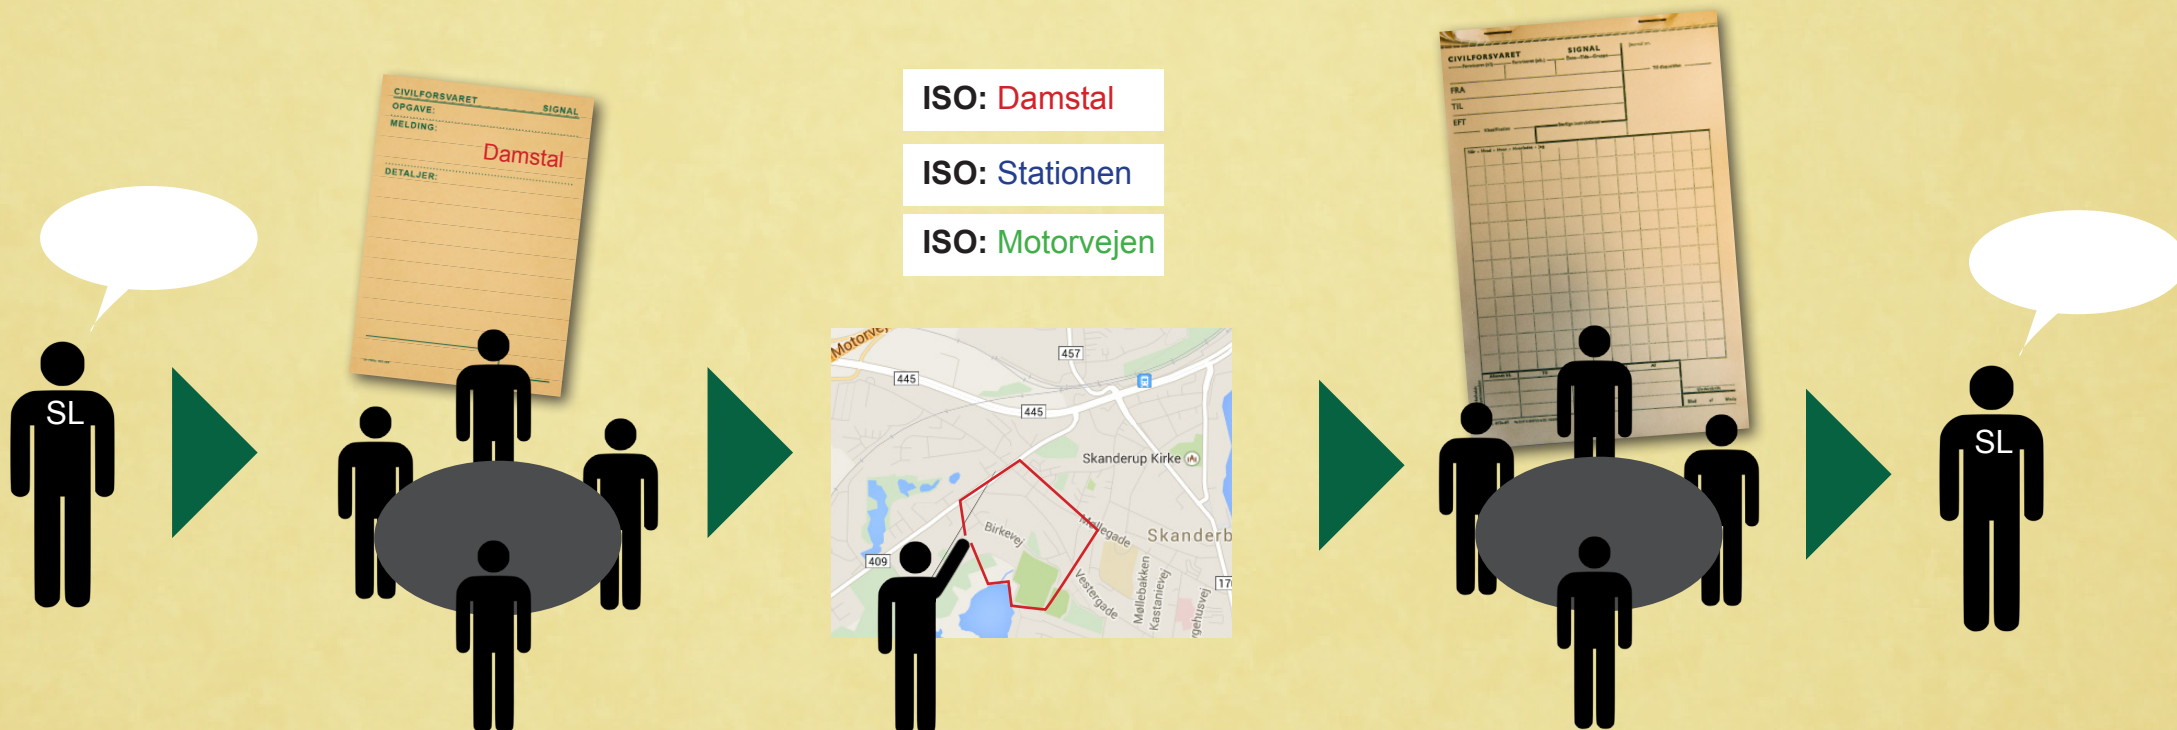 SL
CIVILFORSVARET SIGNAL
OPGAVE:
MELDING:
Damstal
DETALJER:
ISO: Damstal
ISO: Stationen
ISO: Motorvejen
457
445
445
Skanderup Kirke
Birkevej
Møllegade
Skanderb
409
Vestergade
Møllebakken
Kastanievej
17
gehusvej
CIVILFORSVARET SIGNAL
FRA
TIL
EFT
SL